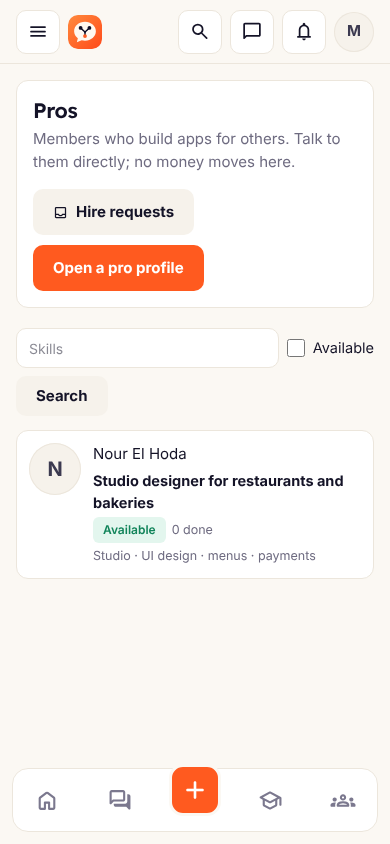 M
Pros
Members who build apps for others. Talk to
them directly; no money moves here.
Hire requests
Open a pro profile
Skills
Available
Search
N
Nour El Hoda
Studio designer for restaurants and
bakeries
Available 0 done
Studio · UI design · menus · payments